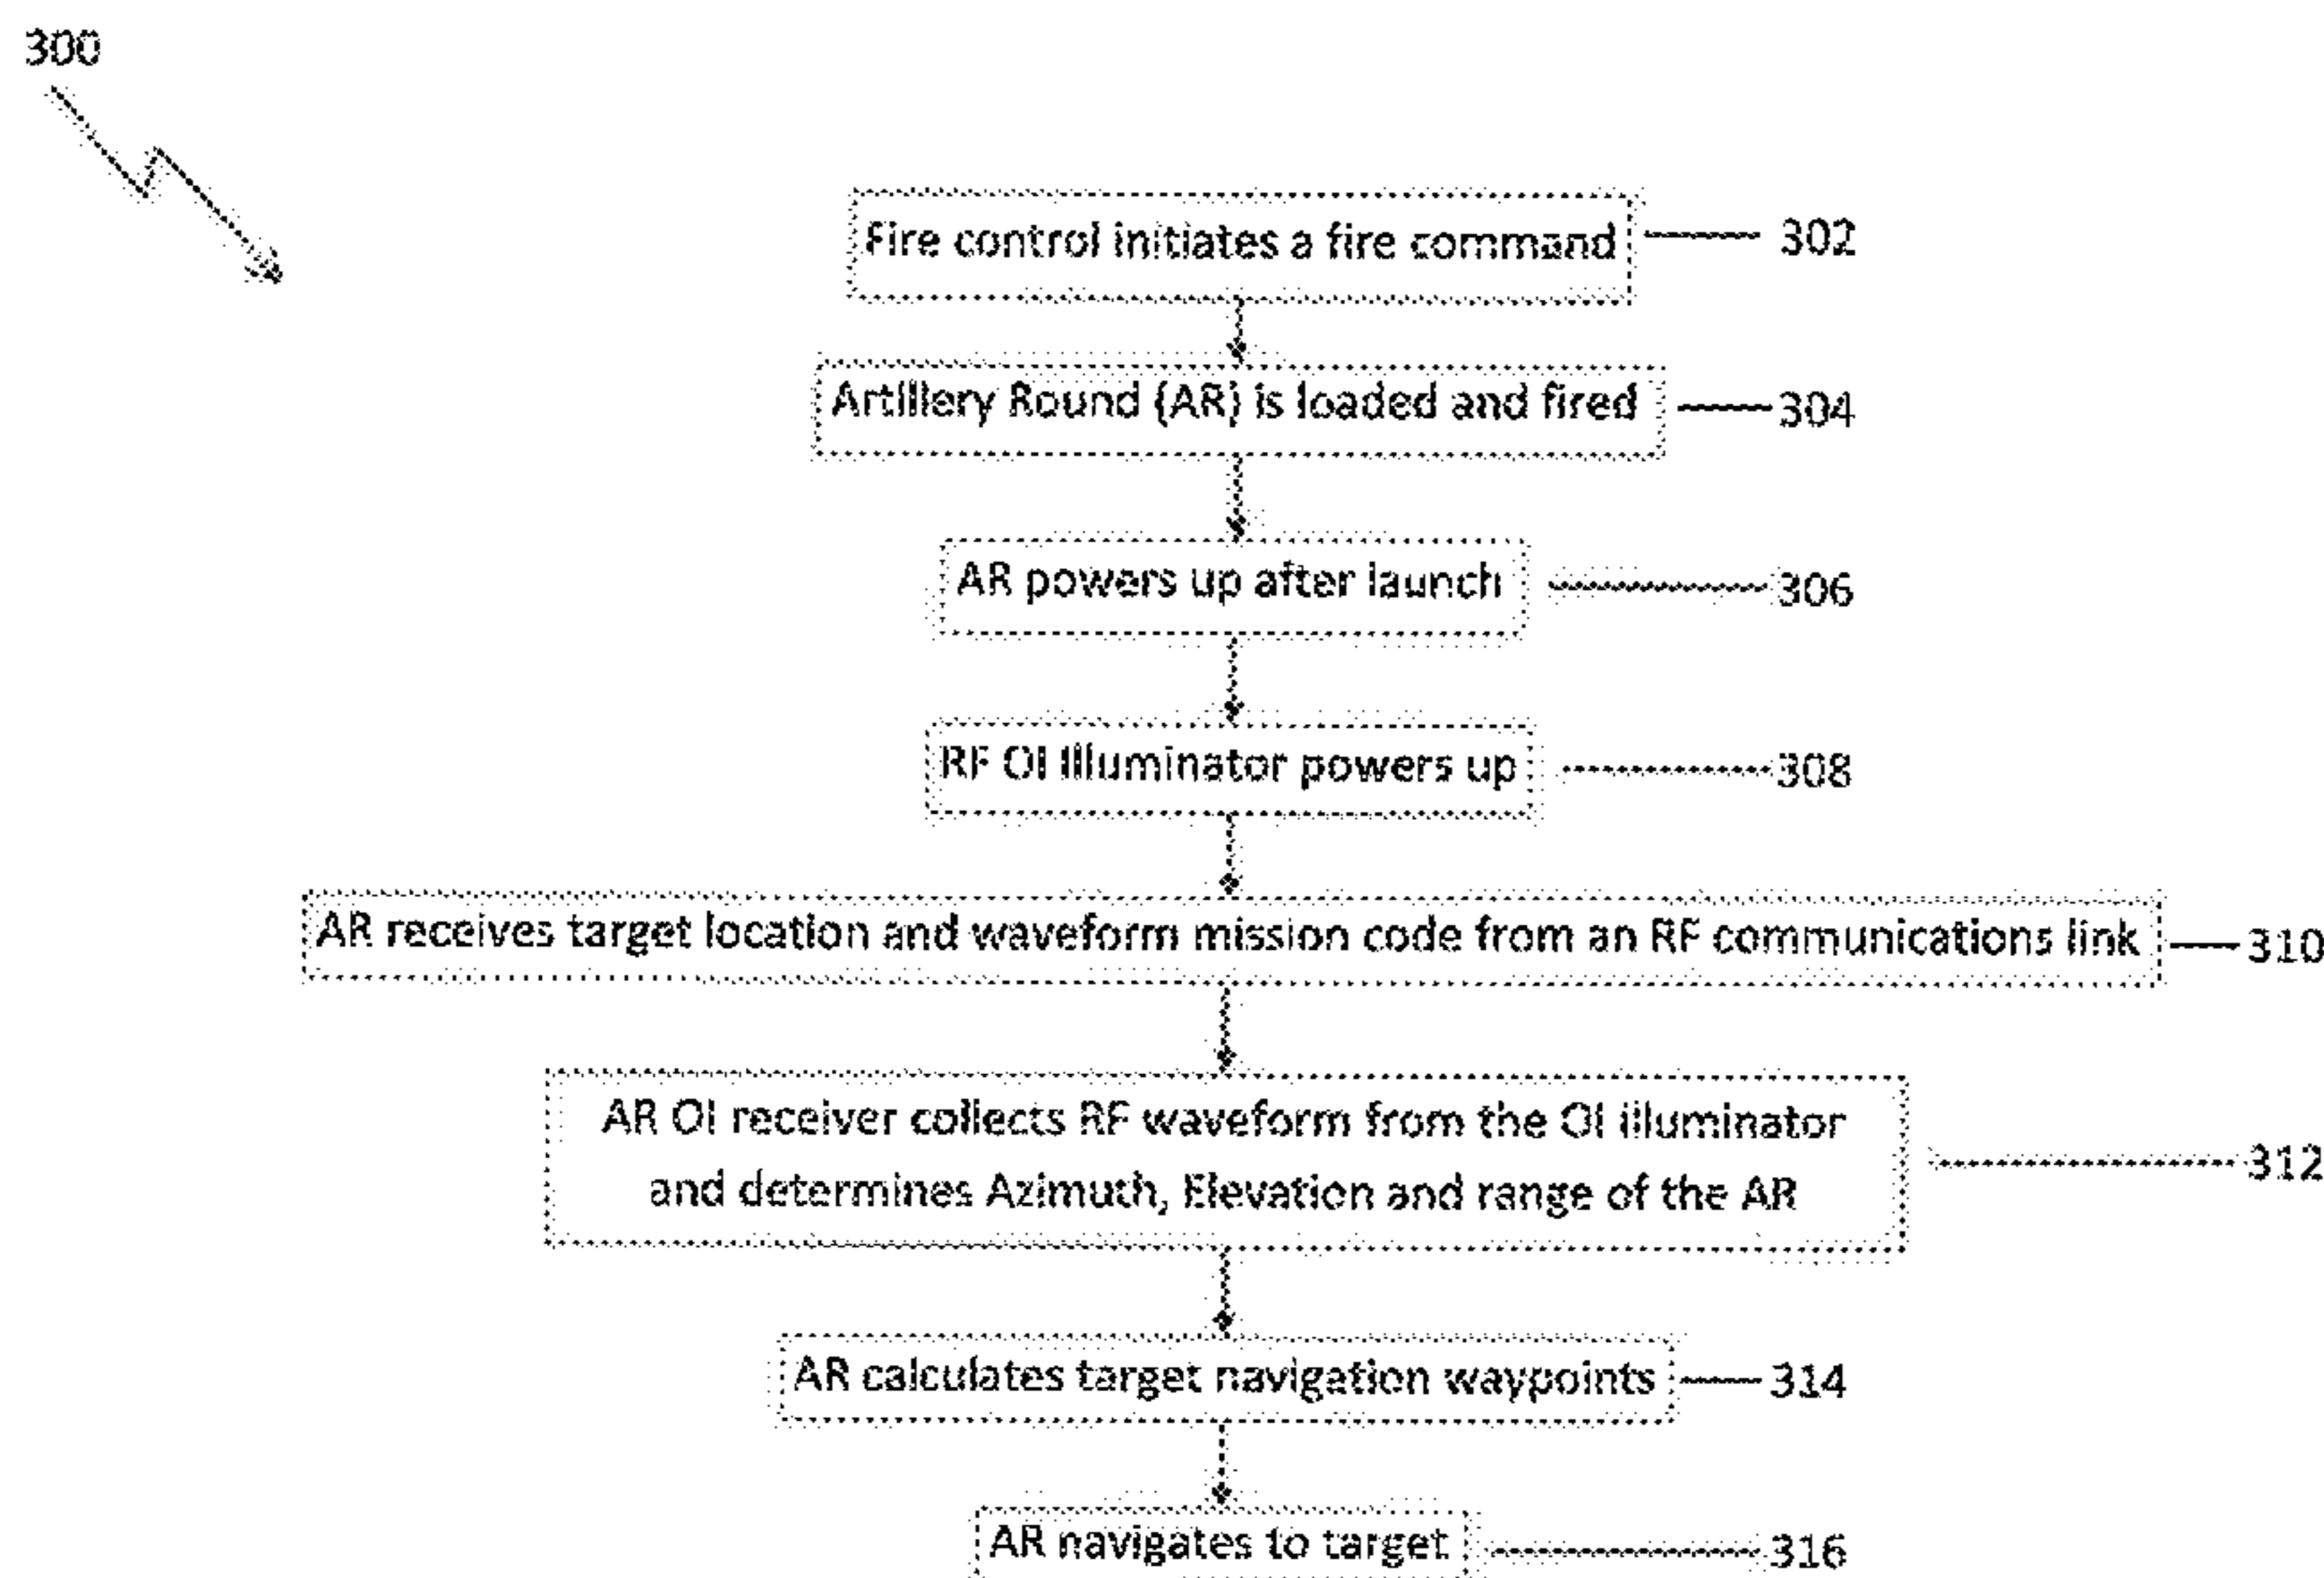 300
Fire control initiates a fire command 302
Artillery Round (AR) is loaded and fired 304
AR powers up after launch 306
RF OI Illuminator powers up 308
AR receives target location and waveform mission code from an RF communications link 310
AR OI receiver collects RF waveform from the OI illuminator
and determines Azimuth, Elevation and range of the AR
312
AR calculates target navigation waypoints 314
AR navigates to target 316